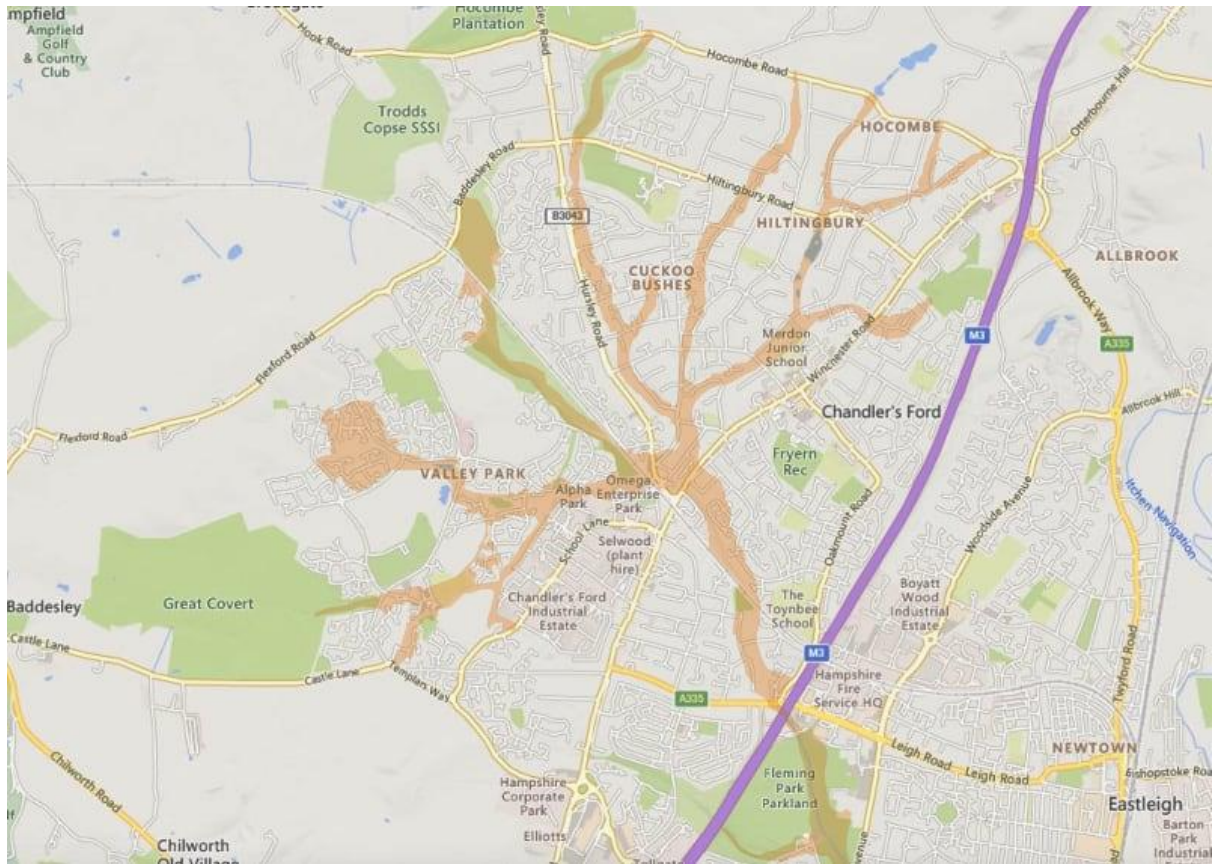 Ampfield
Golf
& Country
Club
Hook Road
Hocombe
Plantation
Hocombe Road
Otterbourne Hill
Trodds
Copse SSSI
HOCOMBE
Baddesley Road
Hiltingbury Road
B3043
HILTINGBURY
ALLBROOK
CUCKOO
BUSHES
Hursley Road
Allbrook Way
Flexford Road
Merdon
Junior
School
Winchester Road
M3
A335
Allbrook Hill
Chandler's Ford
Flexford Road
Fryern
Rec
VALLEY PARK
Alpha
Park
Omega
Enterprise
Park
Oakmount Road
Woodside Avenue
Itchen Navigation
School Lane
Selwood
(plant
hire)
Baddesley
Great Covert
Chandler's Ford
Industrial
Estate
The
Toynbee
School
Boyatt
Wood
Industrial
Estate
Castle Lane
Castle Lane
Templars Way
M3
Twyford Road
A335
Hampshire
Fire
Service HQ
Leigh Road
Leigh Road
NEWTOWN
Chilworth Road
Hampshire
Corporate
Park
Fleming
Park
Parkland
Bishopstoke
Eastleigh
Elliotts
Barton
Park
Industrial
Chilworth
Old Village